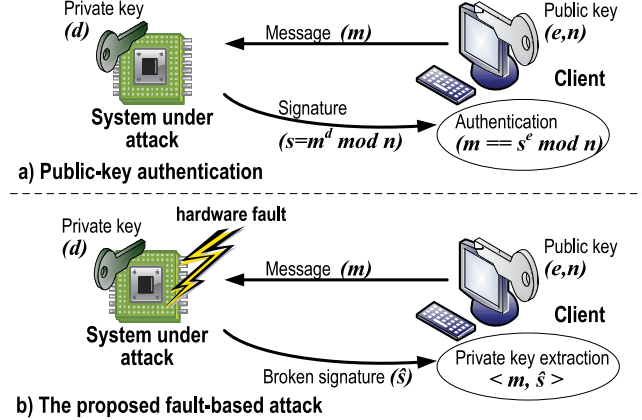 Private key
(d)
Message (m)
Public key
(e,n)
Client
System under
attack
Signature
(s=m^d mod n)
Authentication
(m == s^e mod n)
a) Public-key authentication
Private key
(d)
hardware fault
Message (m)
Public key
(e,n)
Client
System under
attack
Broken signature (ŝ)
Private key extraction
< m, ŝ >
b) The proposed fault-based attack